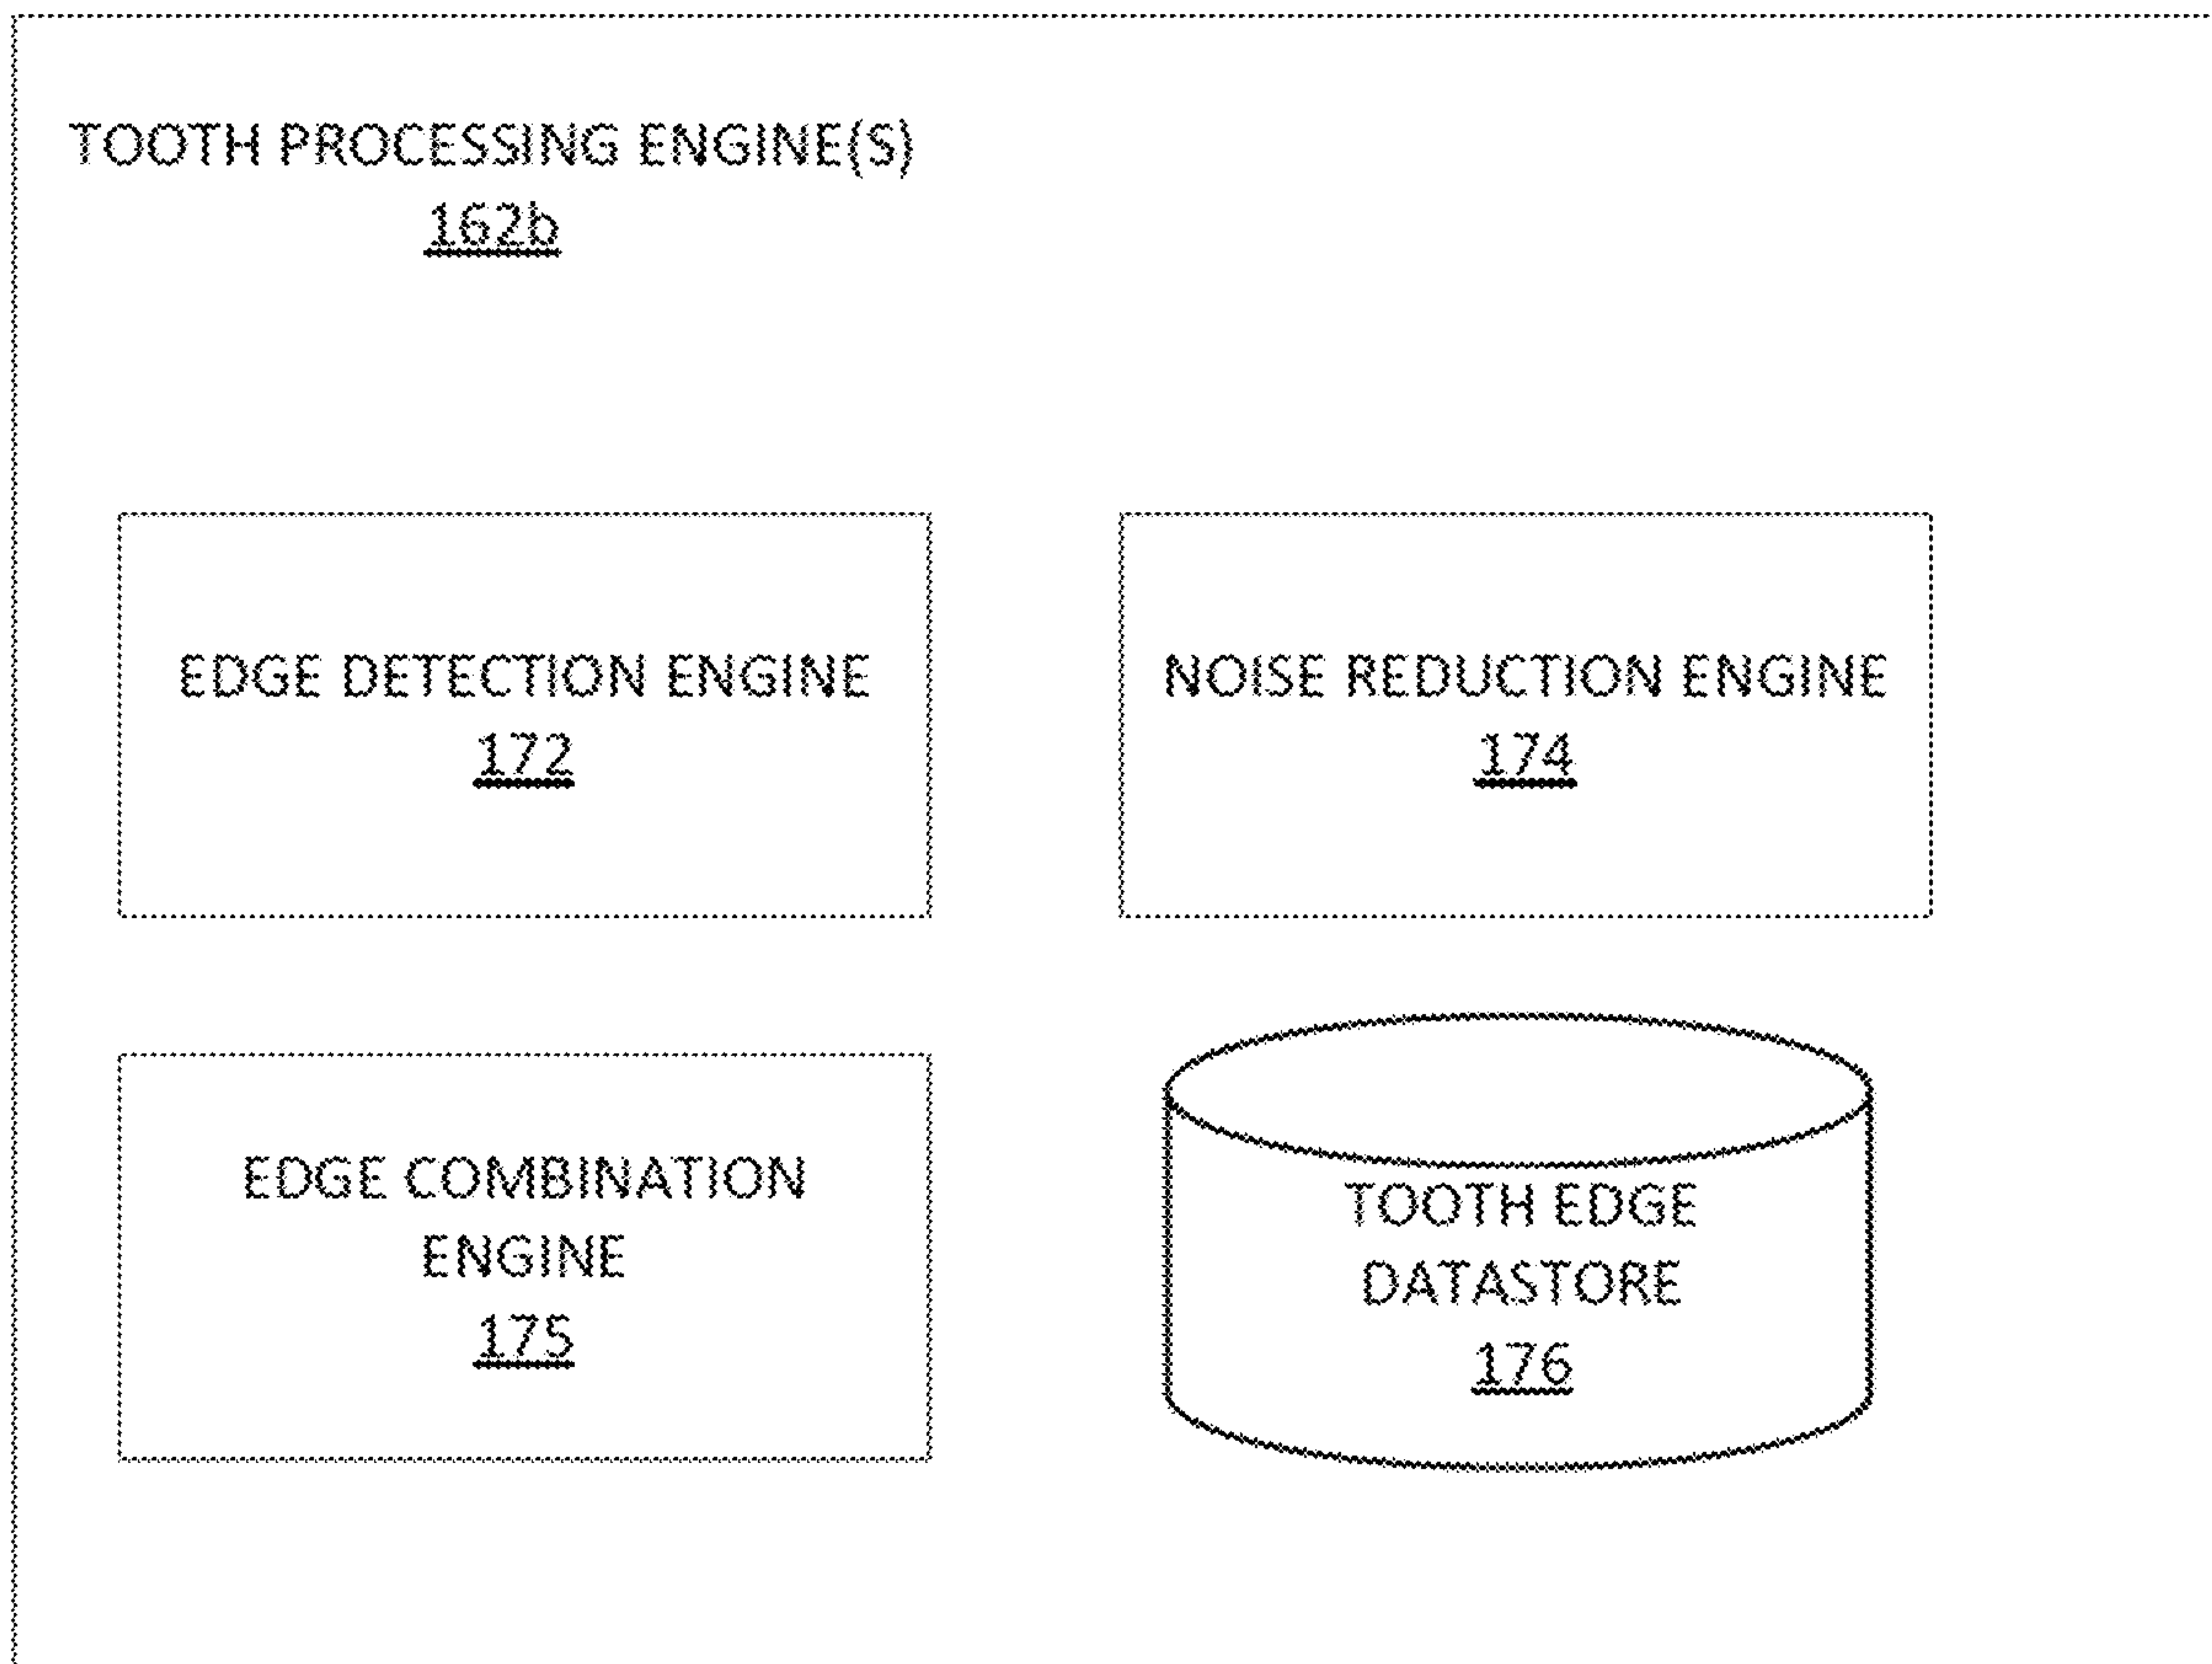 TOOTH PROCESSING ENGINE(S)
162b
EDGE DETECTION ENGINE
172
NOISE REDUCTION ENGINE
174
EDGE COMBINATION
ENGINE
175
TOOTH EDGE
DATASTORE
176